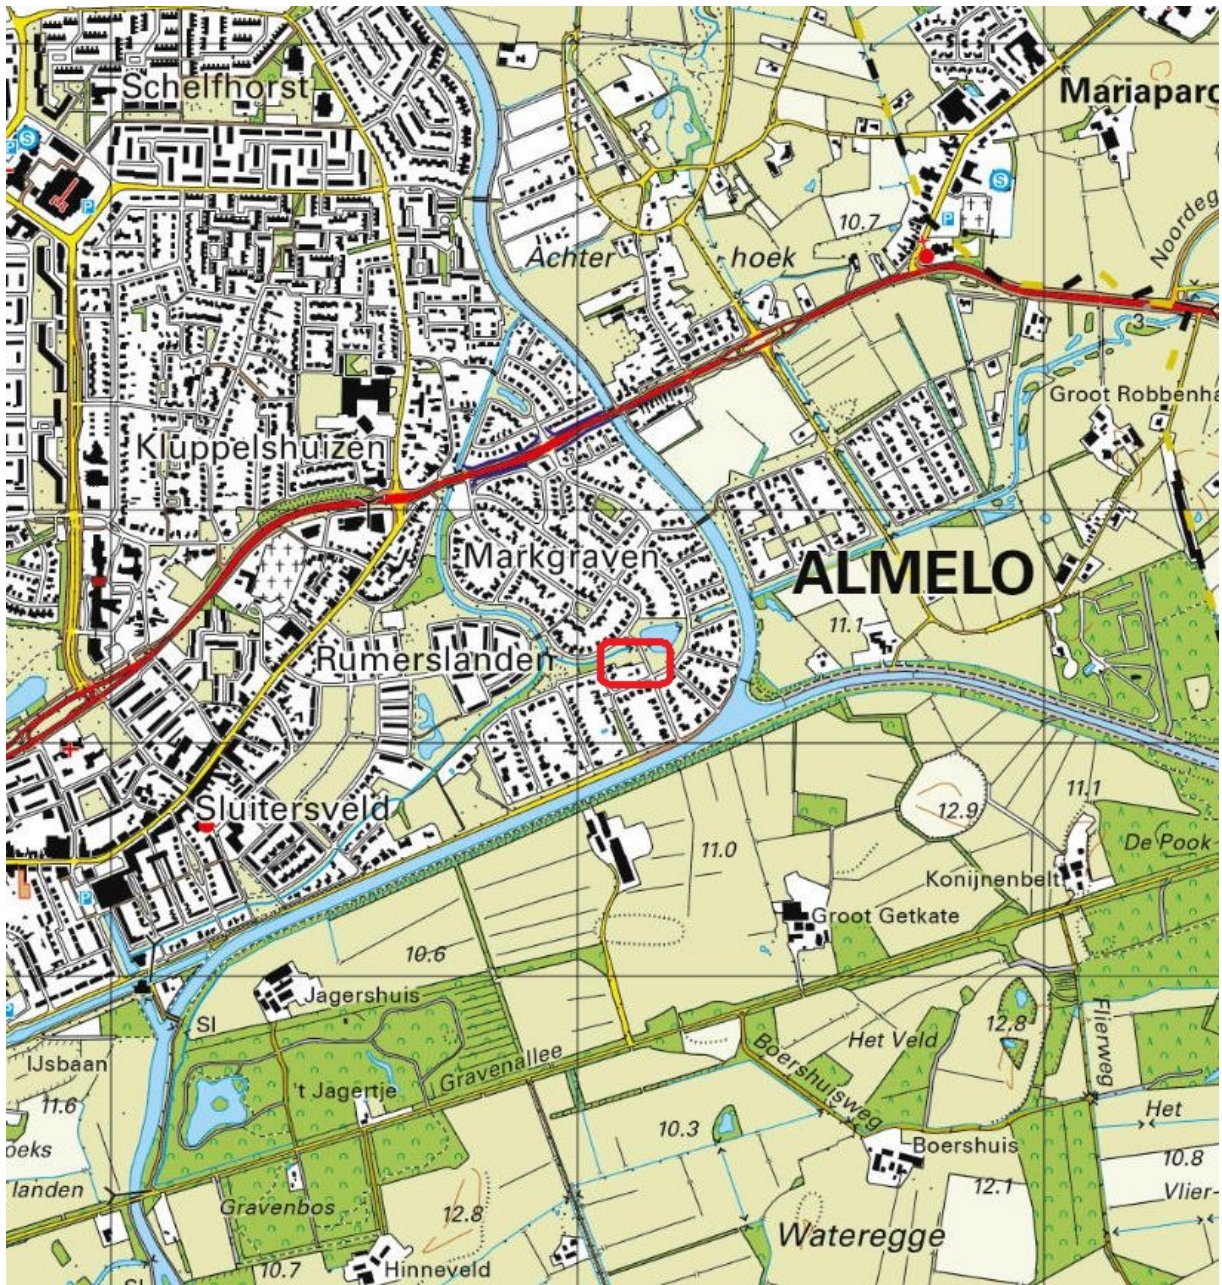 Schelfhorst
Mariaparc
S
P
S
P
10.7
Noordeg
Achter hoek
3
Groot Robbenha
Kluppelshuizen
Markgraven
ALMELO
11.1
Rumerslanden
Sluitersveld
12.9
11.1
De Pook
11.0
P
Konijnenbelt
Groot Getkate
10.6
Jagershuis
Sl
Flierweg
12.8
Het Veld
IJsbaan
Gravenallee
Boershuisweg
't Jagertje
11.6
Het
10.3
oeks
Boershuis
10.8
landen
12.1
Vlier-
Gravenbos
12.8
Wateregge
10.7
Hinneveld
Sl